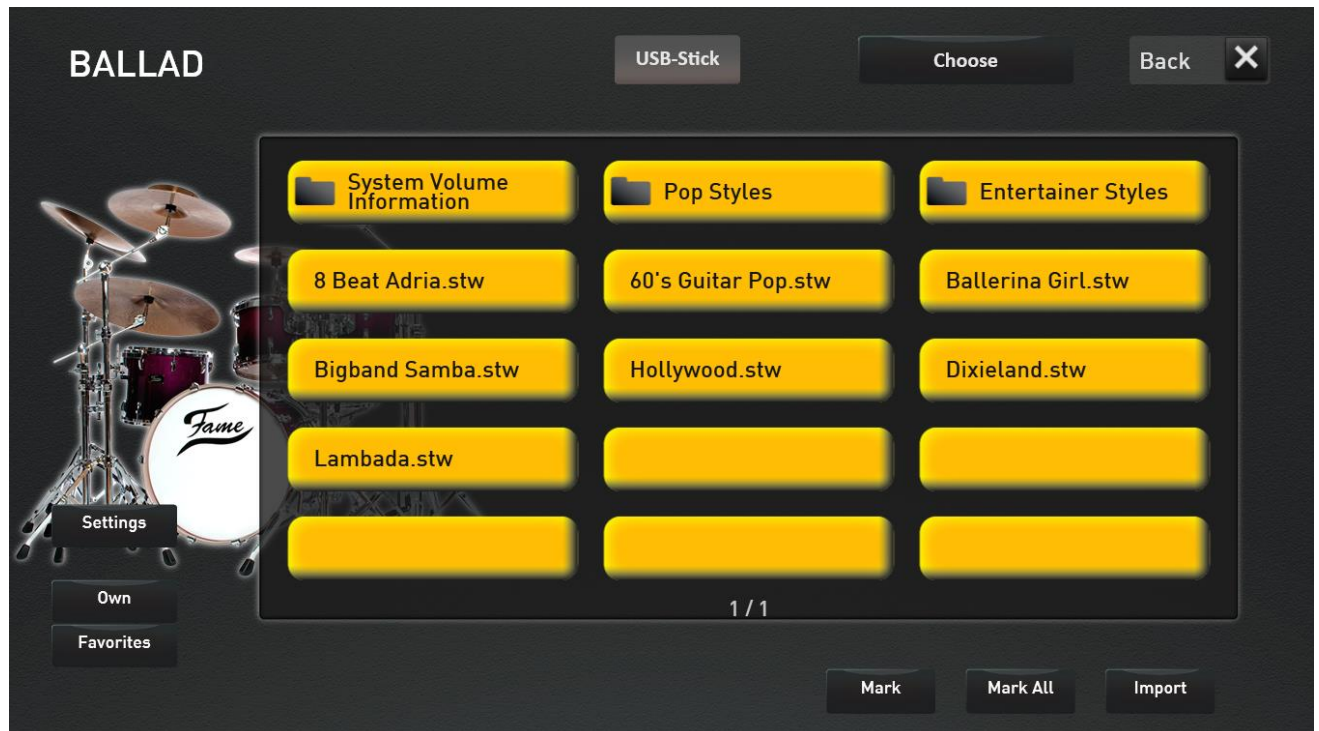 BALLAD
USB-Stick
Choose
Back
System Volume
Information
Pop Styles
Entertainer Styles
8 Beat Adria.stw
60's Guitar Pop.stw
Ballerina Girl.stw
Bigband Samba.stw
Hollywood.stw
Dixieland.stw
Fame
Lambada.stw
Settings
Own
1 / 1
Favorites
Mark
Mark All
Import